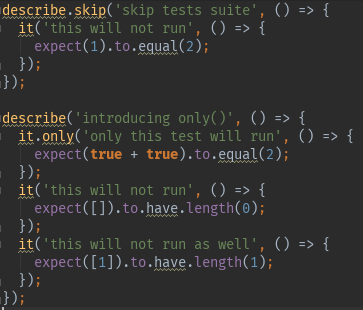 describe.skip('skip tests suite', () => {
  it('this will not run', () => {
    expect(1).to.equal(2);
  });
});

describe('introducing only()', () => {
  it.only('only this test will run', () => {
    expect(true + true).to.equal(2);
  });
  it('this will not run', () => {
    expect([]).to.have.length(0);
  });
  it('this will not run as well', () => {
    expect([1]).to.have.length(1);
  });
});